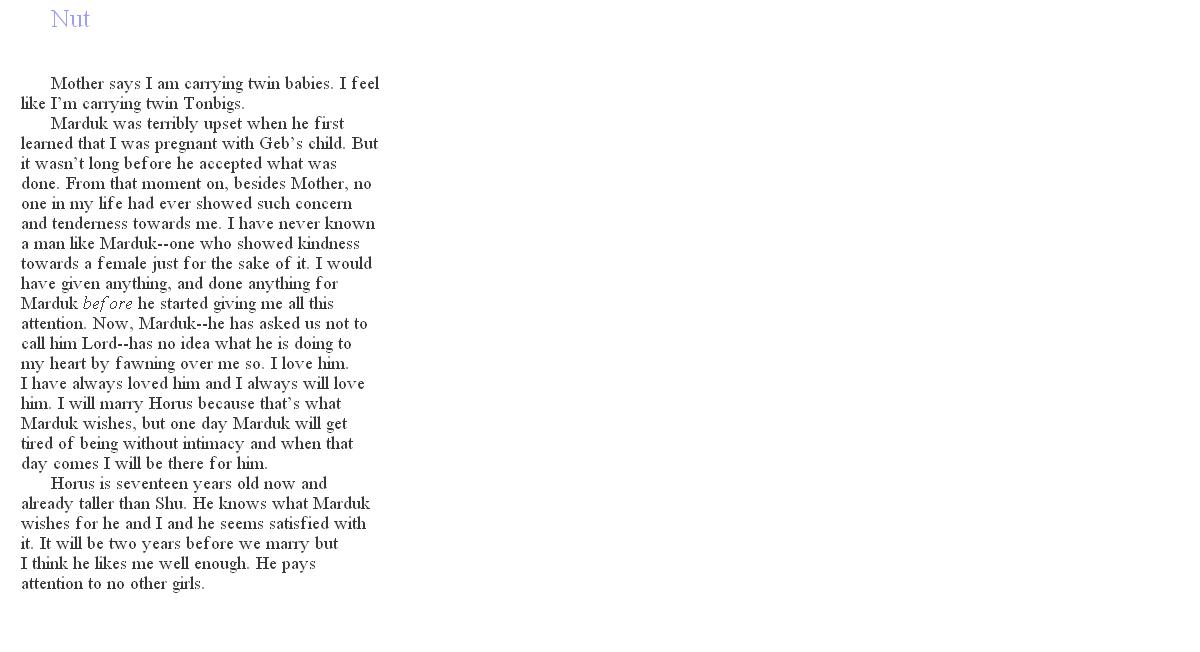 Nut
Mother says I am carrying twin babies. I feel
like I’m carrying twin Tonbigs.
Marduk was terribly upset when he first
learned that I was pregnant with Geb’s child. But
it wasn’t long before he accepted what was
done. From that moment on, besides Mother, no
one in my life had ever showed such concern
and tenderness towards me. I have never known
a man like Marduk--one who showed kindness
towards a female just for the sake of it. I would
have given anything, and done anything for
Marduk before he started giving me all this
attention. Now, Marduk--he has asked us not to
call him Lord--has no idea what he is doing to
my heart by fawning over me so. I love him.
I have always loved him and I always will love
him. I will marry Horus because that’s what
Marduk wishes, but one day Marduk will get
tired of being without intimacy and when that
day comes I will be there for him.
Horus is seventeen years old now and
already taller than Shu. He knows what Marduk
wishes for he and I and he seems satisfied with
it. It will be two years before we marry but
I think he likes me well enough. He pays
attention to no other girls.